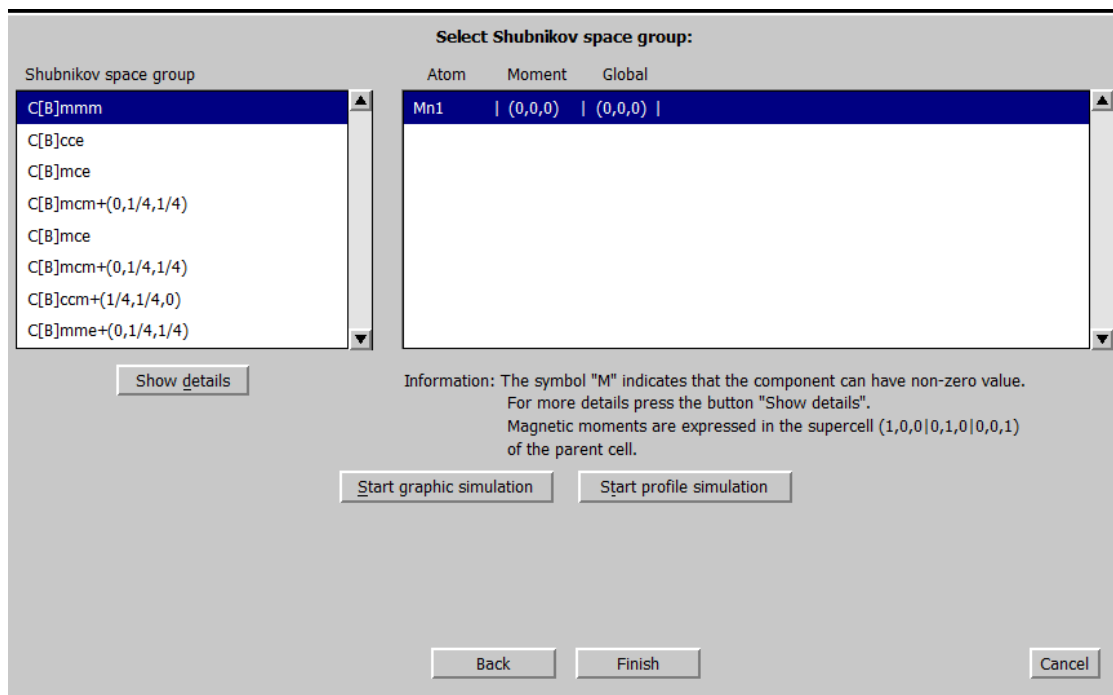 Select Shubnikov space group:
Shubnikov space group
Atom Moment Global
C[B]mmm
C[B]cce
C[B]mce
C[B]mcm+(0,1/4,1/4)
C[B]mce
C[B]mcm+(0,1/4,1/4)
C[B]ccm+(1/4,1/4,0)
C[B]mme+(0,1/4,1/4)
Mn1 | (0,0,0) | (0,0,0) |
Show details
Information: The symbol "M" indicates that the component can have non-zero value.
For more details press the button "Show details".
Magnetic moments are expressed in the supercell (1,0,0|0,1,0|0,0,1)
of the parent cell.
Start graphic simulation
Start profile simulation
Back
Finish
Cancel